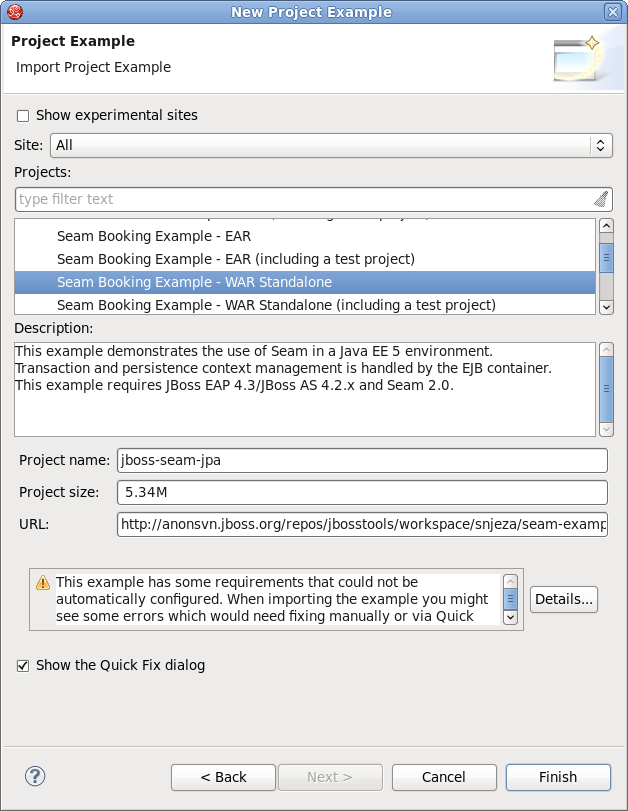 New Project Example
Project Example
Import Project Example
Show experimental sites
Site: All
Projects:
type filter text
Seam Booking Example - EAR
Seam Booking Example - EAR (including a test project)
Seam Booking Example - WAR Standalone
Seam Booking Example - WAR Standalone (including a test project)
Description:
This example demonstrates the use of Seam in a Java EE 5 environment.
Transaction and persistence context management is handled by the EJB container.
This example requires JBoss EAP 4.3/JBoss AS 4.2.x and Seam 2.0.
Project name: jboss-seam-jpa
Project size: 5.34M
URL: http://anonsvn.jboss.org/repos/jbosstools/workspace/snjeza/seam-examp
This example has some requirements that could not be
automatically configured. When importing the example you might
see some errors which would need fixing manually or via Quick
Details...
Show the Quick Fix dialog
? < Back Next > Cancel Finish